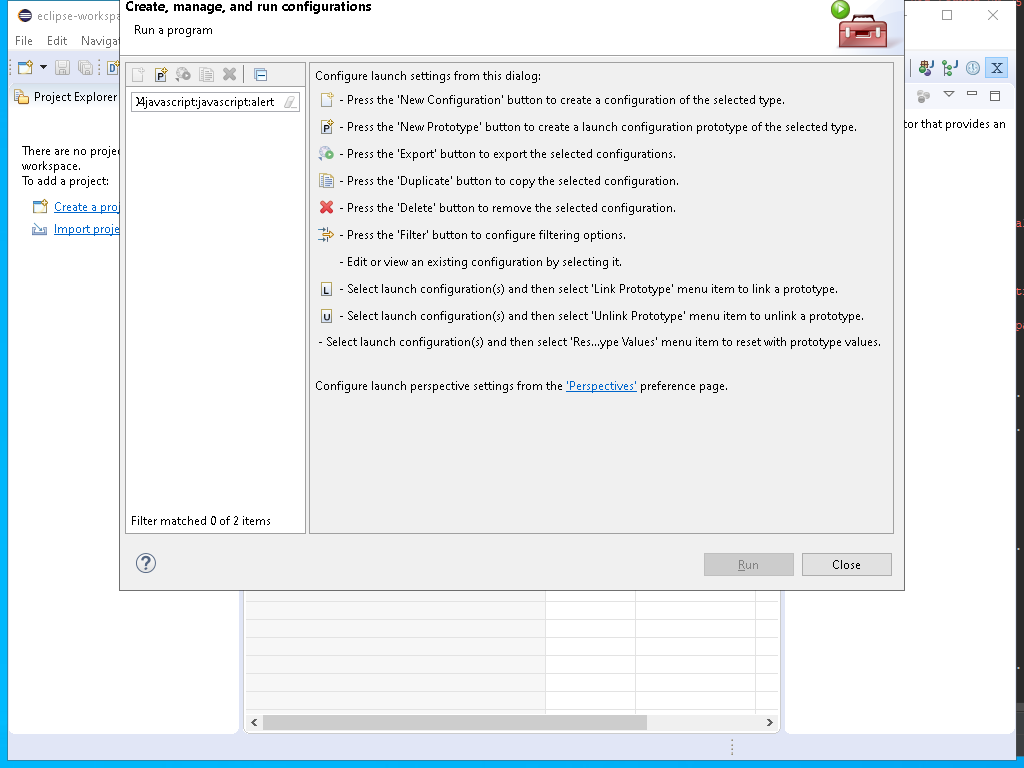 Create, manage, and run configurations
eclipse-workspa
Run a program
File Edit Navigat
Project Explorer
There are no proje
workspace.
To add a project:
Create a proj
Import proje
4javascript;javascript:alert
Filter matched 0 of 2 items
Configure launch settings from this dialog:
- Press the 'New Configuration' button to create a configuration of the selected type.
- Press the 'New Prototype' button to create a launch configuration prototype of the selected type.
- Press the 'Export' button to export the selected configurations.
- Press the 'Duplicate' button to copy the selected configuration.
- Press the 'Delete' button to remove the selected configuration.
- Press the 'Filter' button to configure filtering options.
- Edit or view an existing configuration by selecting it.
- Select launch configuration(s) and then select 'Link Prototype' menu item to link a prototype.
- Select launch configuration(s) and then select 'Unlink Prototype' menu item to unlink a prototype.
- Select launch configuration(s) and then select 'Res...ype Values' menu item to reset with prototype values.
Configure launch perspective settings from the 'Perspectives' preference page.
Run
Close
tor that provides an